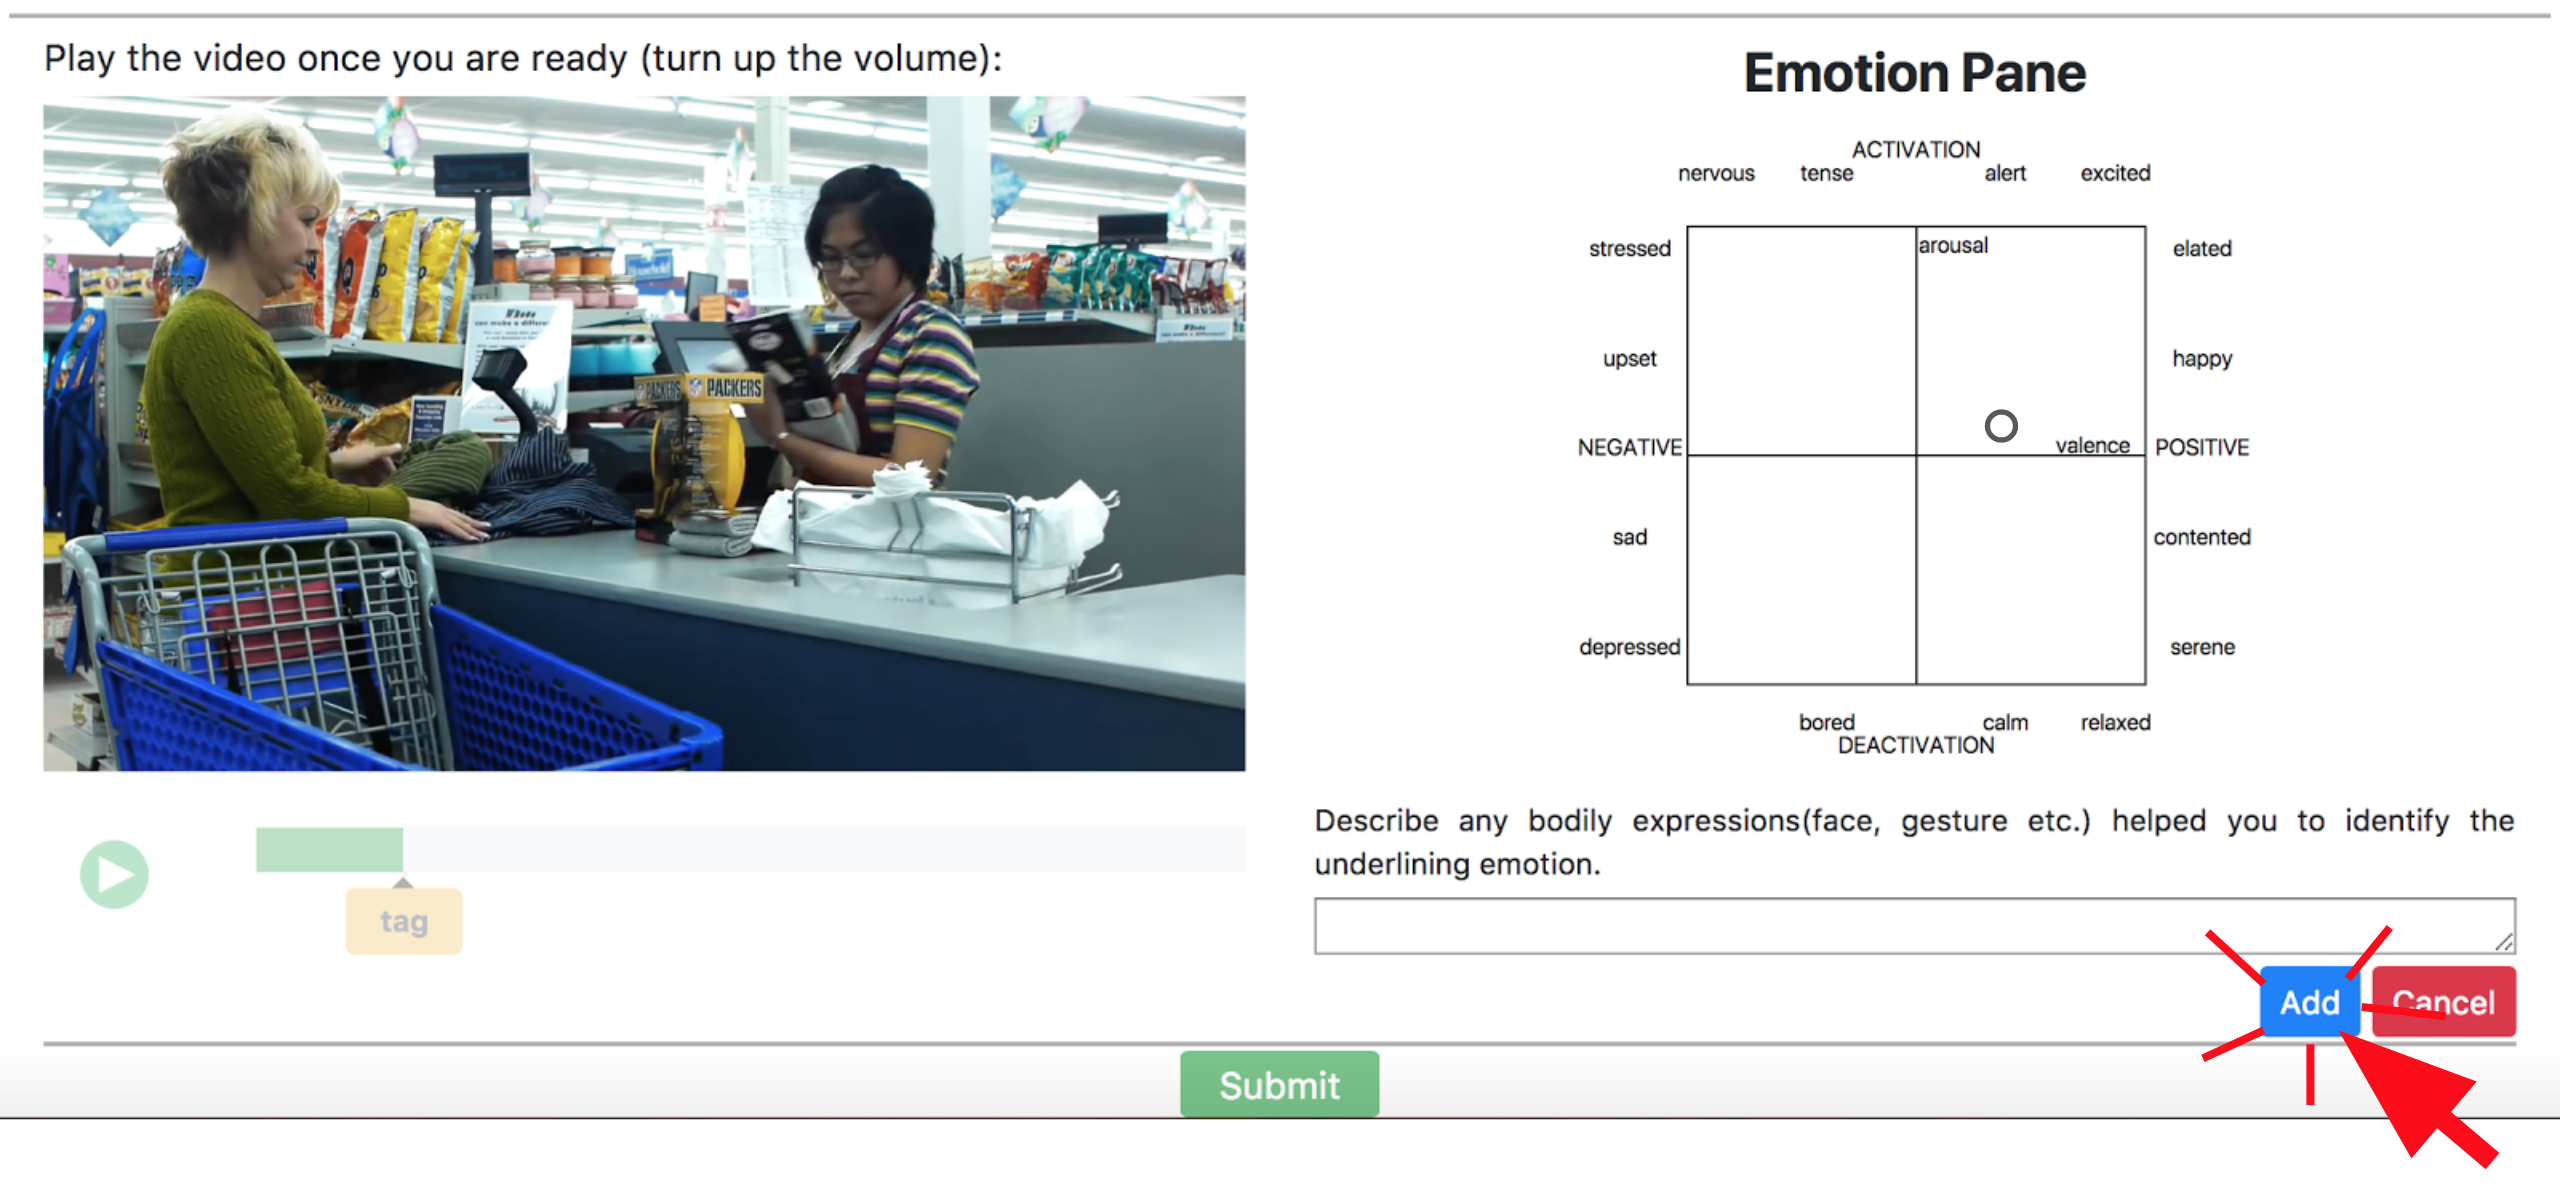 Play the video once you are ready (turn up the volume):
PACKERS
PACKERS
tag
Emotion Pane
ACTIVATION
nervous tense alert excited
stressed arousal elated
upset happy
NEGATIVE valence POSITIVE
sad contented
depressed serene
bored calm relaxed
DEACTIVATION
Describe any bodily expressions(face, gesture etc.) helped you to identify the
underlining emotion.
Add Cancel
Submit